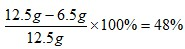 12.5g − 6.5g
12.5g
×100% = 48%